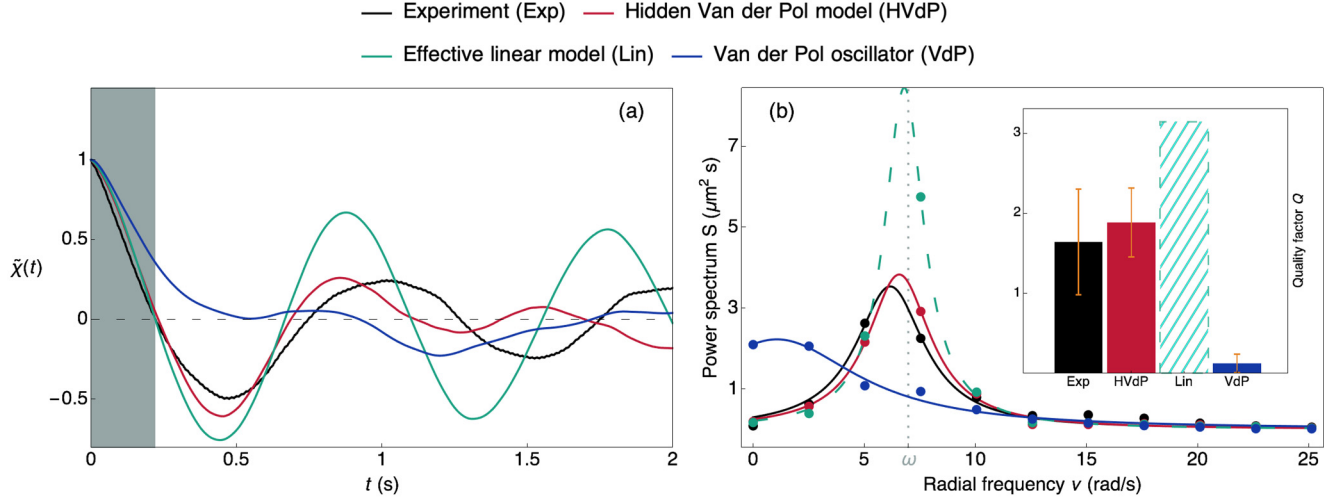 Experiment (Exp) Hidden Van der Pol model (HVdP)
Effective linear model (Lin) Van der Pol oscillator (VdP)
(a)
1
0.5
0
−0.5
χ̃(t)
0 0.5 1 1.5 2
t (s)
(b)
7
5
3
1
Power spectrum S (μm² s)
0 5 ω 10 15 20 25
Radial frequency ν (rad/s)
3
2
1
Exp HVdP Lin VdP
Quality factor Q